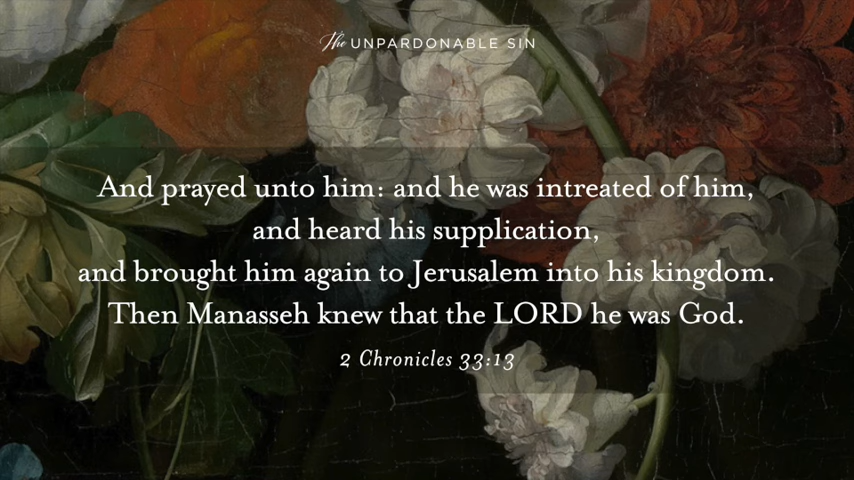 The UNPARDONABLE SIN
And prayed unto him: and he was intreated of him,
and heard his supplication,
and brought him again to Jerusalem into his kingdom.
Then Manasseh knew that the LORD he was God.
2 Chronicles 33:13